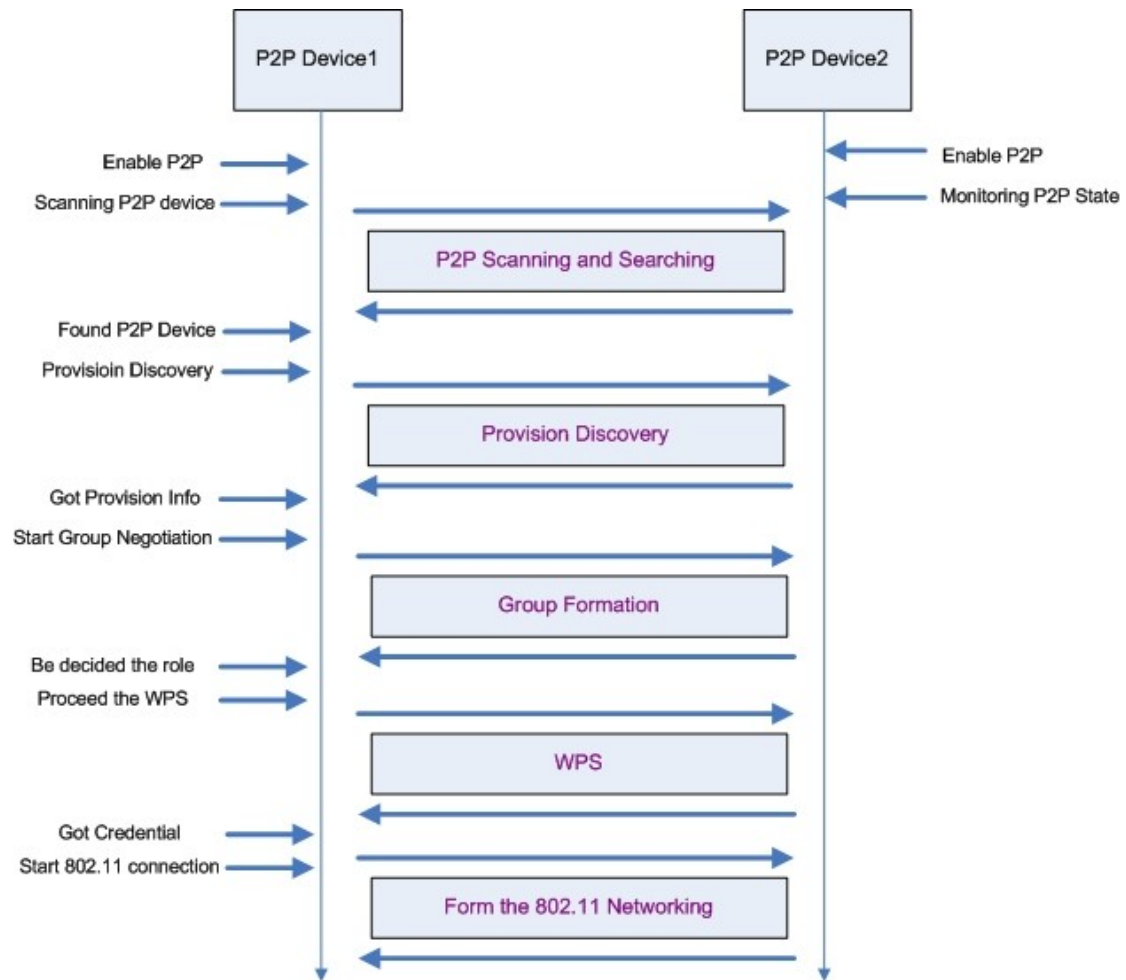 P2P Device1
P2P Device2
Enable P2P
Enable P2P
Scanning P2P device
Monitoring P2P State
P2P Scanning and Searching
Found P2P Device
Provisioin Discovery
Provision Discovery
Got Provision Info
Start Group Negotiation
Group Formation
Be decided the role
Proceed the WPS
WPS
Got Credential
Start 802.11 connection
Form the 802.11 Networking